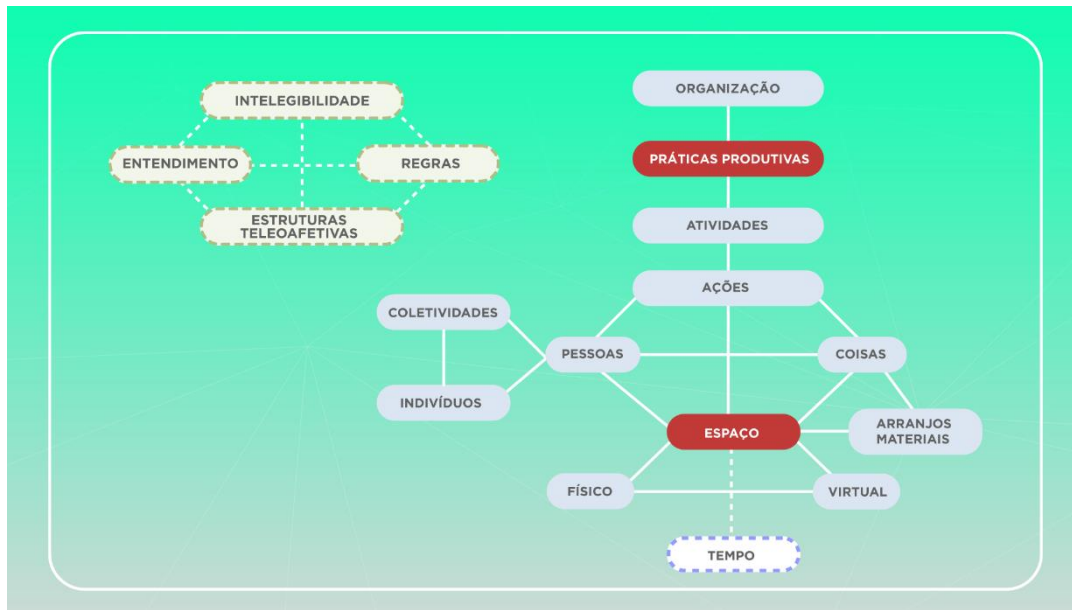 ORGANIZAÇÃO
INTELEGIBILIDADE
PRÁTICAS PRODUTIVAS
ENTENDIMENTO
REGRAS
ESTRUTURAS
TELEOAFETIVAS
ATIVIDADES
AÇÕES
COLETIVIDADES
PESSOAS
COISAS
INDIVÍDUOS
ESPAÇO
ARRANJOS
MATERIAIS
FÍSICO
VIRTUAL
TEMPO